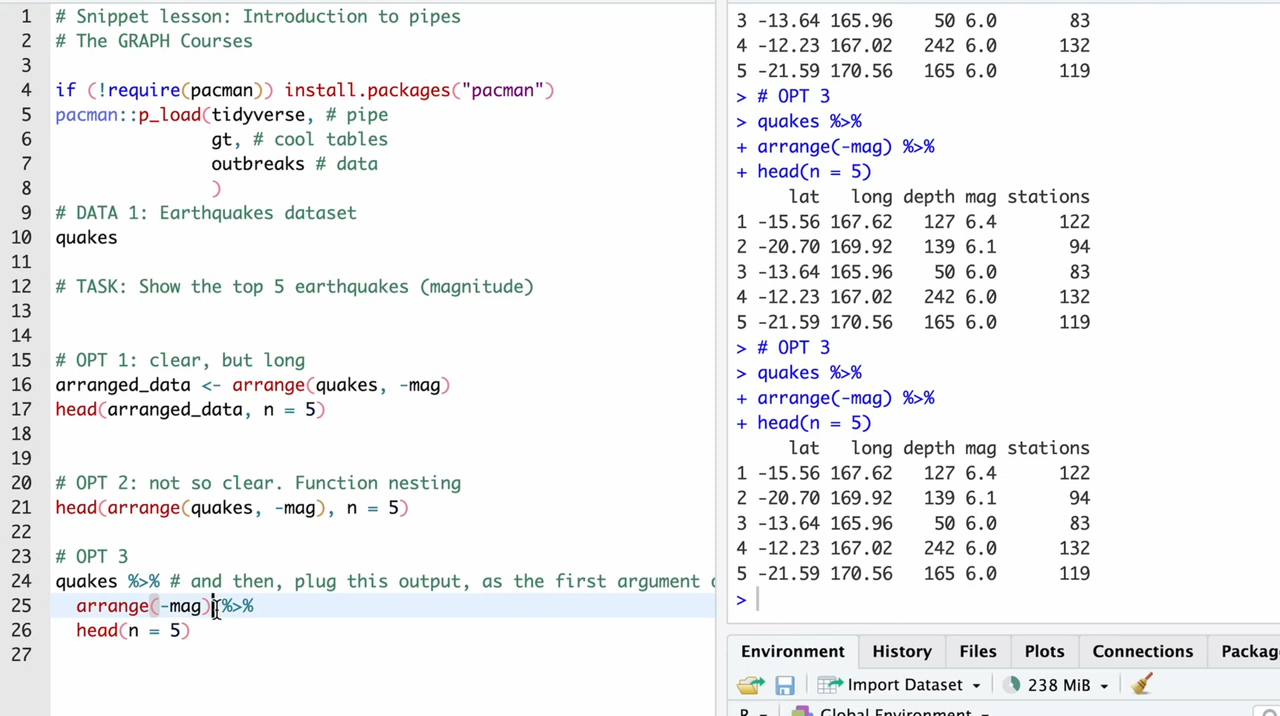 1 # Snippet lesson: Introduction to pipes
2 # The GRAPH Courses
3
4 if (!require(pacman)) install.packages("pacman")
5 pacman::p_load(tidyverse, # pipe
6 gt, # cool tables
7 outbreaks # data
8 )
9 # DATA 1: Earthquakes dataset
10 quakes
11
12 # TASK: Show the top 5 earthquakes (magnitude)
13
14
15 # OPT 1: clear, but long
16 arranged_data <- arrange(quakes, -mag)
17 head(arranged_data, n = 5)
18
19
20 # OPT 2: not so clear. Function nesting
21 head(arrange(quakes, -mag), n = 5)
22
23 # OPT 3
24 quakes %>% # and then, plug this output, as the first argument
25 arrange(-mag) %>%
26 head(n = 5)
27
3 -13.64 165.96 50 6.0 83
4 -12.23 167.02 242 6.0 132
5 -21.59 170.56 165 6.0 119
> # OPT 3
> quakes %>%
+ arrange(-mag) %>%
+ head(n = 5)
lat long depth mag stations
1 -15.56 167.62 127 6.4 122
2 -20.70 169.92 139 6.1 94
3 -13.64 165.96 50 6.0 83
4 -12.23 167.02 242 6.0 132
5 -21.59 170.56 165 6.0 119
> # OPT 3
> quakes %>%
+ arrange(-mag) %>%
+ head(n = 5)
lat long depth mag stations
1 -15.56 167.62 127 6.4 122
2 -20.70 169.92 139 6.1 94
3 -13.64 165.96 50 6.0 83
4 -12.23 167.02 242 6.0 132
5 -21.59 170.56 165 6.0 119
>
Environment History Files Plots Connections Packag
Import Dataset 238 MiB
R Global Environment